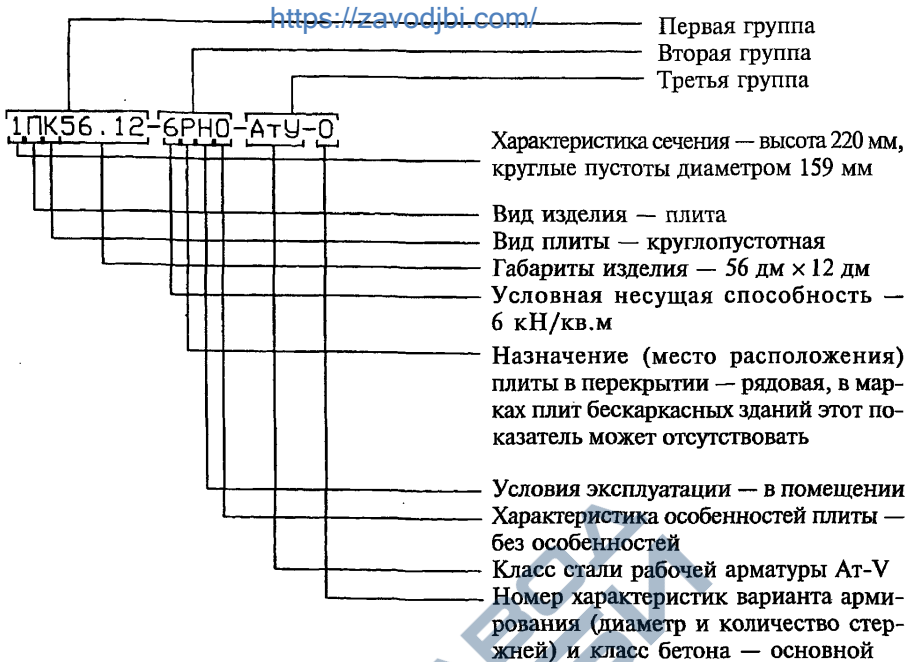 https://zavodjbi.com/
Первая группа
Вторая группа
Третья группа
1ПК56.12-6РН0-АтУ-0
Характеристика сечения — высота 220 мм,
круглые пустоты диаметром 159 мм
Вид изделия — плита
Вид плиты — круглопустотная
Габариты изделия — 56 дм × 12 дм
Условная несущая способность —
6 кН/кв.м
Назначение (место расположения)
плиты в перекрытии — рядовая, в мар-
ках плит бескаркасных зданий этот по-
казатель может отсутствовать
Условия эксплуатации — в помещении
Характеристика особенностей плиты —
без особенностей
Класс стали рабочей арматуры Ат-V
Номер характеристик варианта арми-
рования (диаметр и количество стер-
жней) и класс бетона — основной